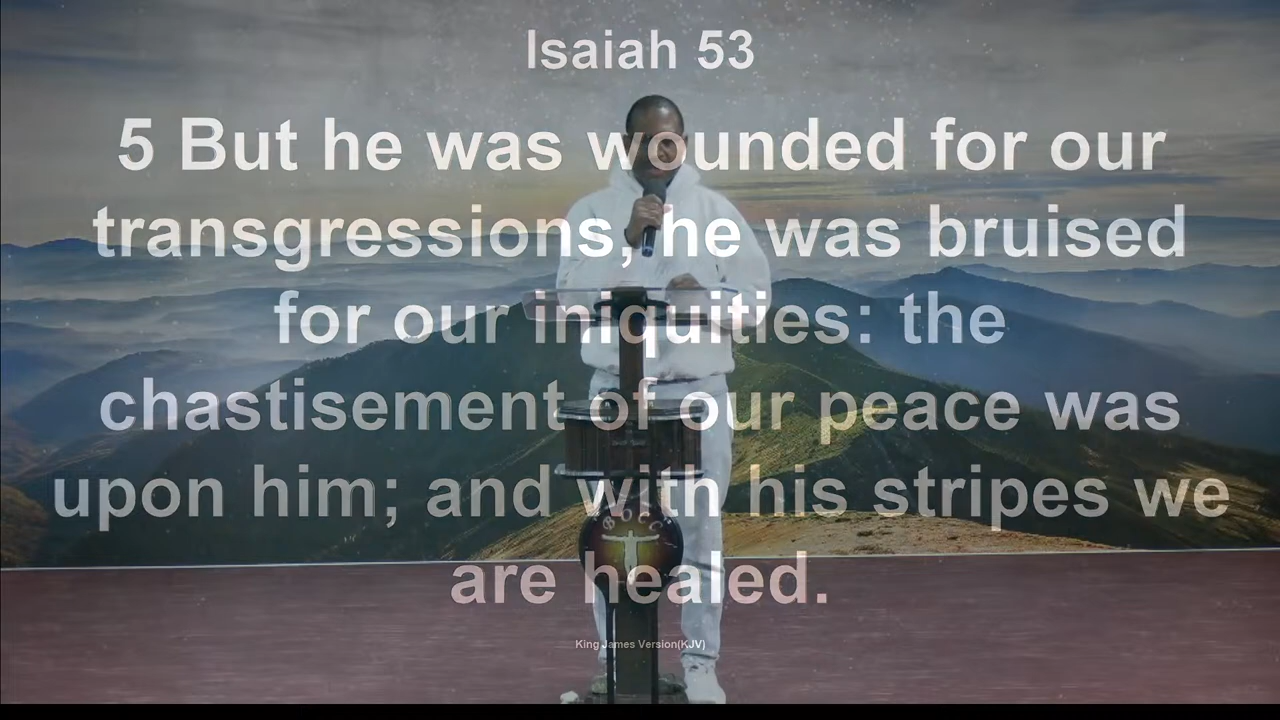 Isaiah 53
5 But he was wounded for our
transgressions, he was bruised
for our iniquities: the
chastisement of our peace was
upon him; and with his stripes we
are healed.
King James Version(KJV)